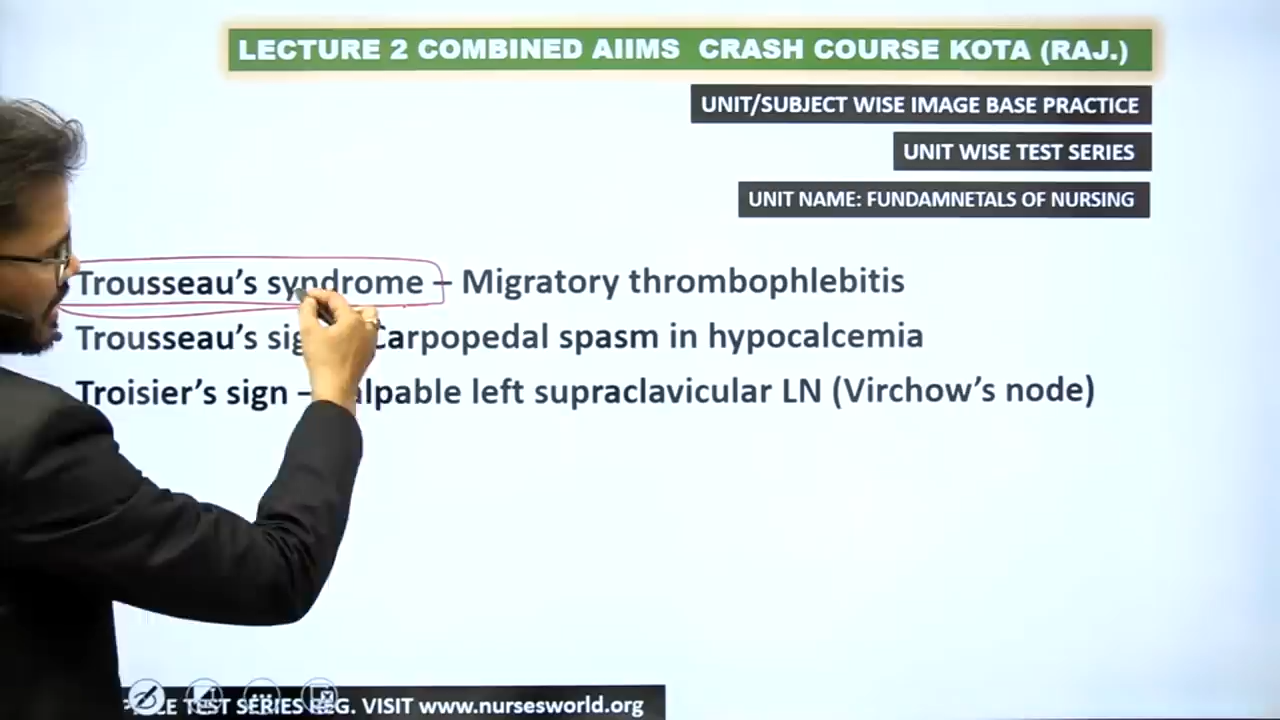 LECTURE 2 COMBINED AIIMS CRASH COURSE KOTA (RAJ.)
UNIT/SUBJECT WISE IMAGE BASE PRACTICE
UNIT WISE TEST SERIES
UNIT NAME: FUNDAMNETALS OF NURSING
Trousseau’s syndrome – Migratory thrombophlebitis
Trousseau’s Carpopedal spasm in hypocalcemia
Troisier’s sign – left supraclavicular LN (Virchow’s node)
TEST SERIES REG. VISIT www.nursesworld.org